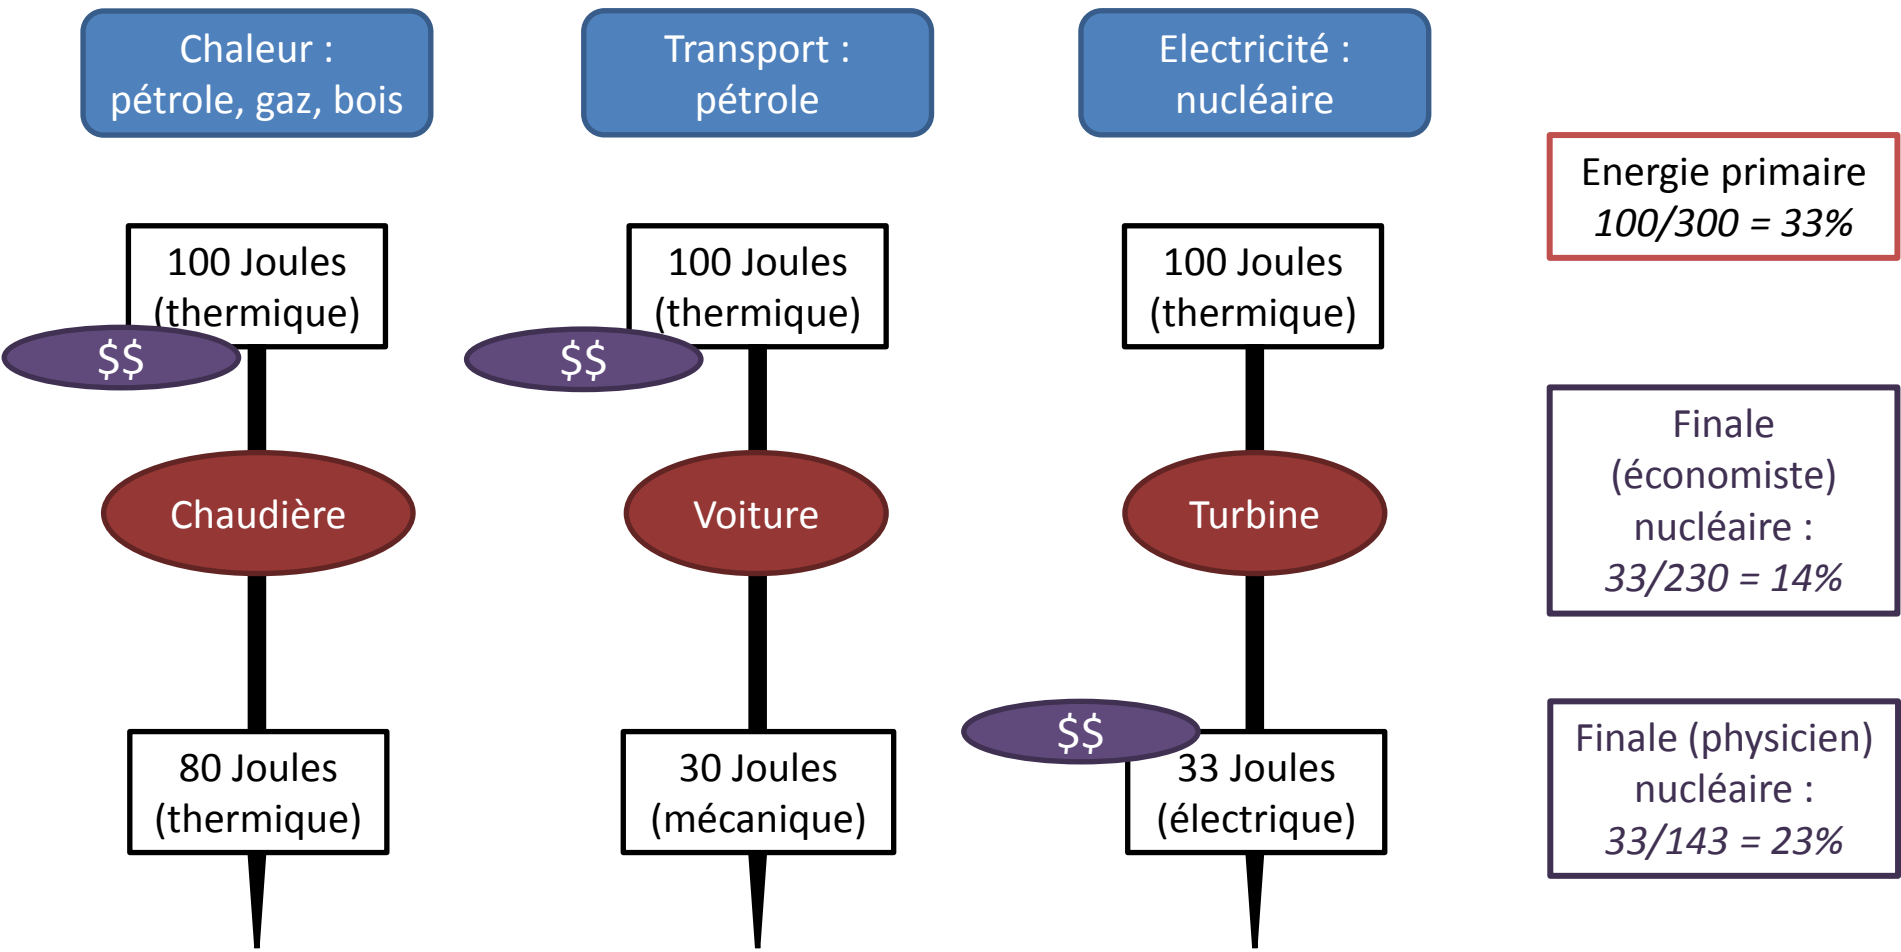 Chaleur :
pétrole, gaz, bois
Transport :
pétrole
Electricité :
nucléaire
Energie primaire
100/300 = 33%
100 Joules
(thermique)
$$
100 Joules
(thermique)
$$
100 Joules
(thermique)
Finale
(économiste)
nucléaire :
33/230 = 14%
Chaudière
Voiture
Turbine
80 Joules
(thermique)
30 Joules
(mécanique)
$$
33 Joules
(électrique)
Finale (physicien)
nucléaire :
33/143 = 23%